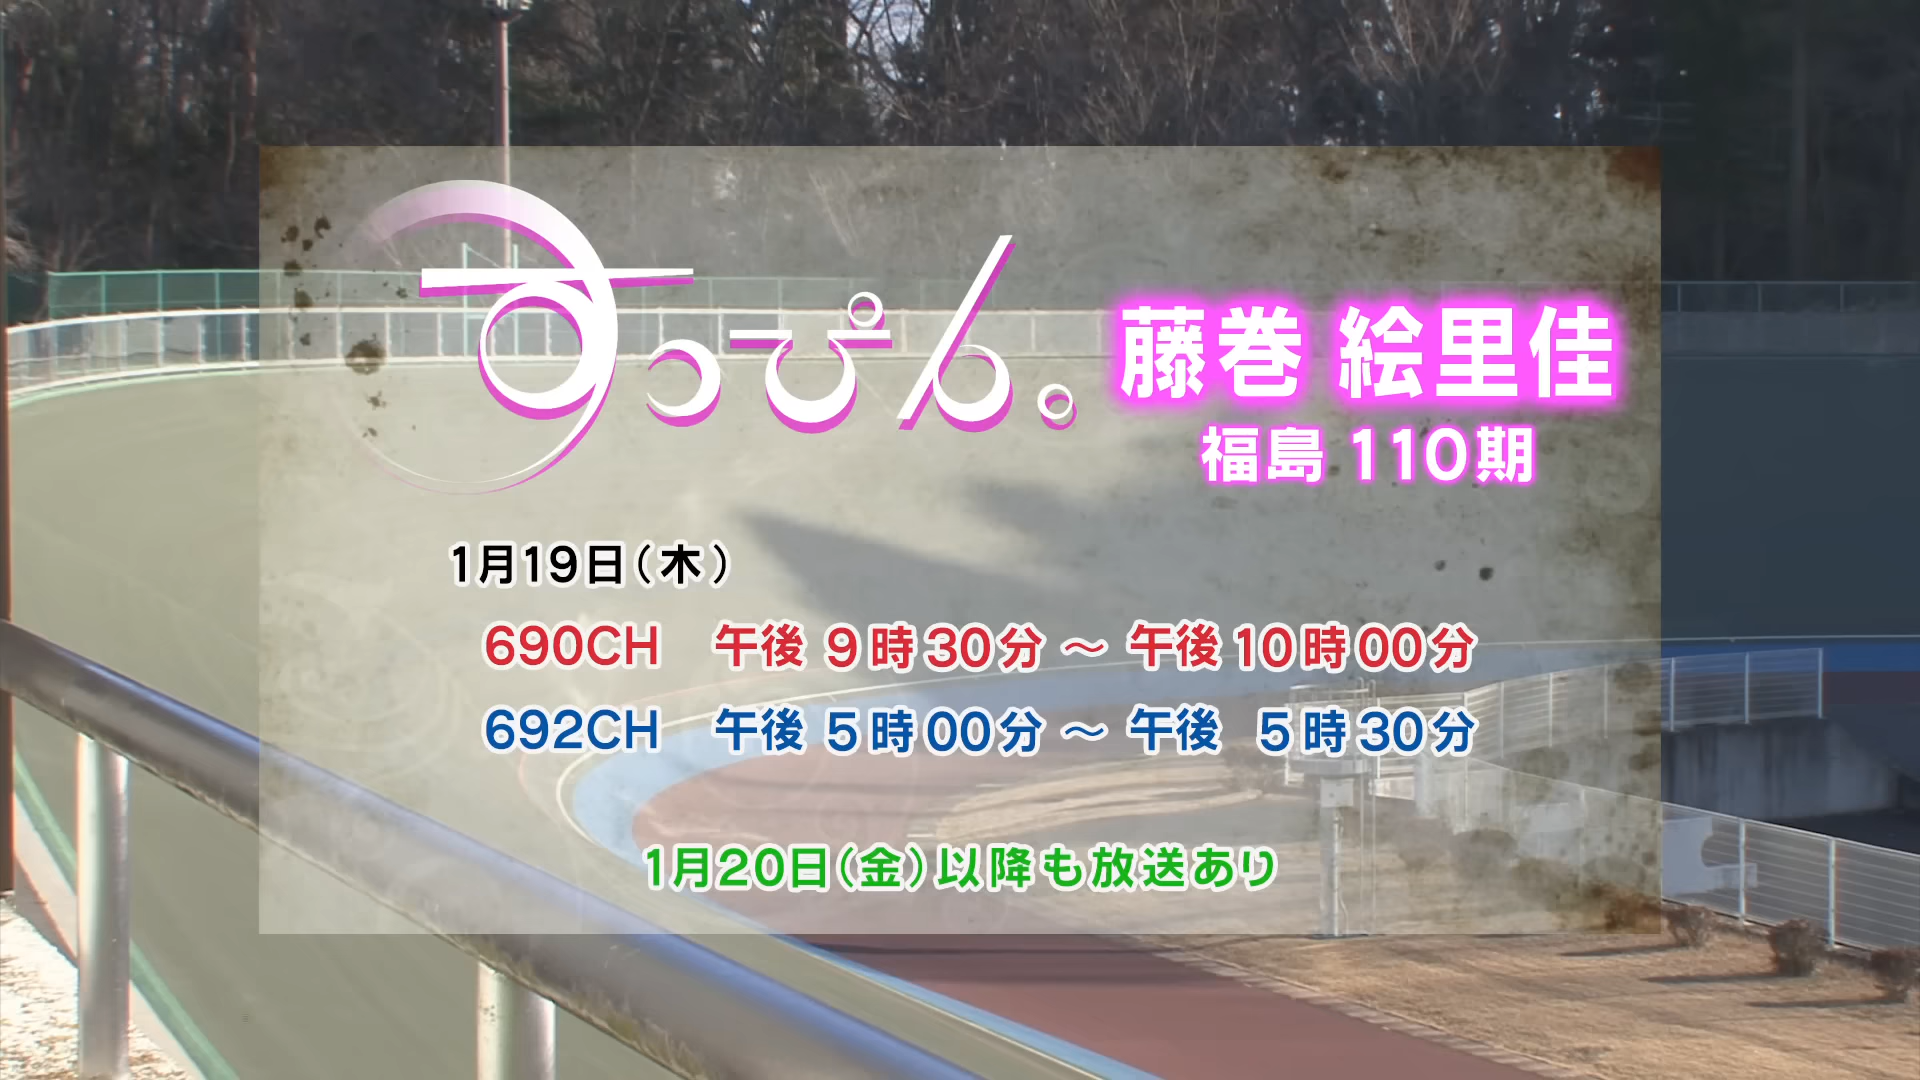 すっぴん。
藤巻 絵里佳
福島 110期
1月19日(木)
690CH 午後 9時30分 ～ 午後10時00分
692CH 午後 5時00分 ～ 午後 5時30分
1月20日(金)以降も放送あり